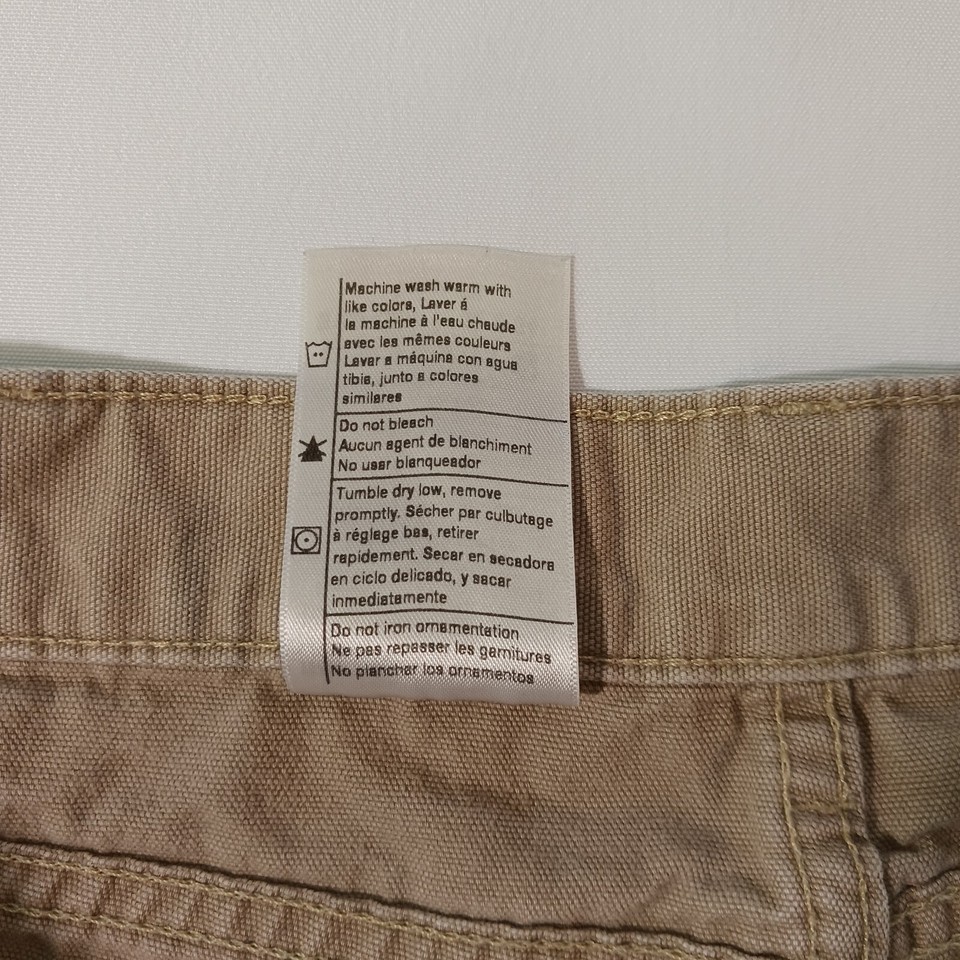 Machine wash warm with
like colors, Laver á
la machine à l'eau chaude
avec les mêmes couleurs
Lavar a máquina con agua
tibia, junto a colores
similares
Do not bleach
Aucun agent de blanchiment
No usar blanqueador
Tumble dry low, remove
promptly. Sécher par culbutage
à réglage bas, retirer
rapidement. Secar en secadora
en ciclo delicado, y sacar
inmediatamente
Do not iron ornamentation
Ne pas repasser les garnitures
No planchar los ornamentos